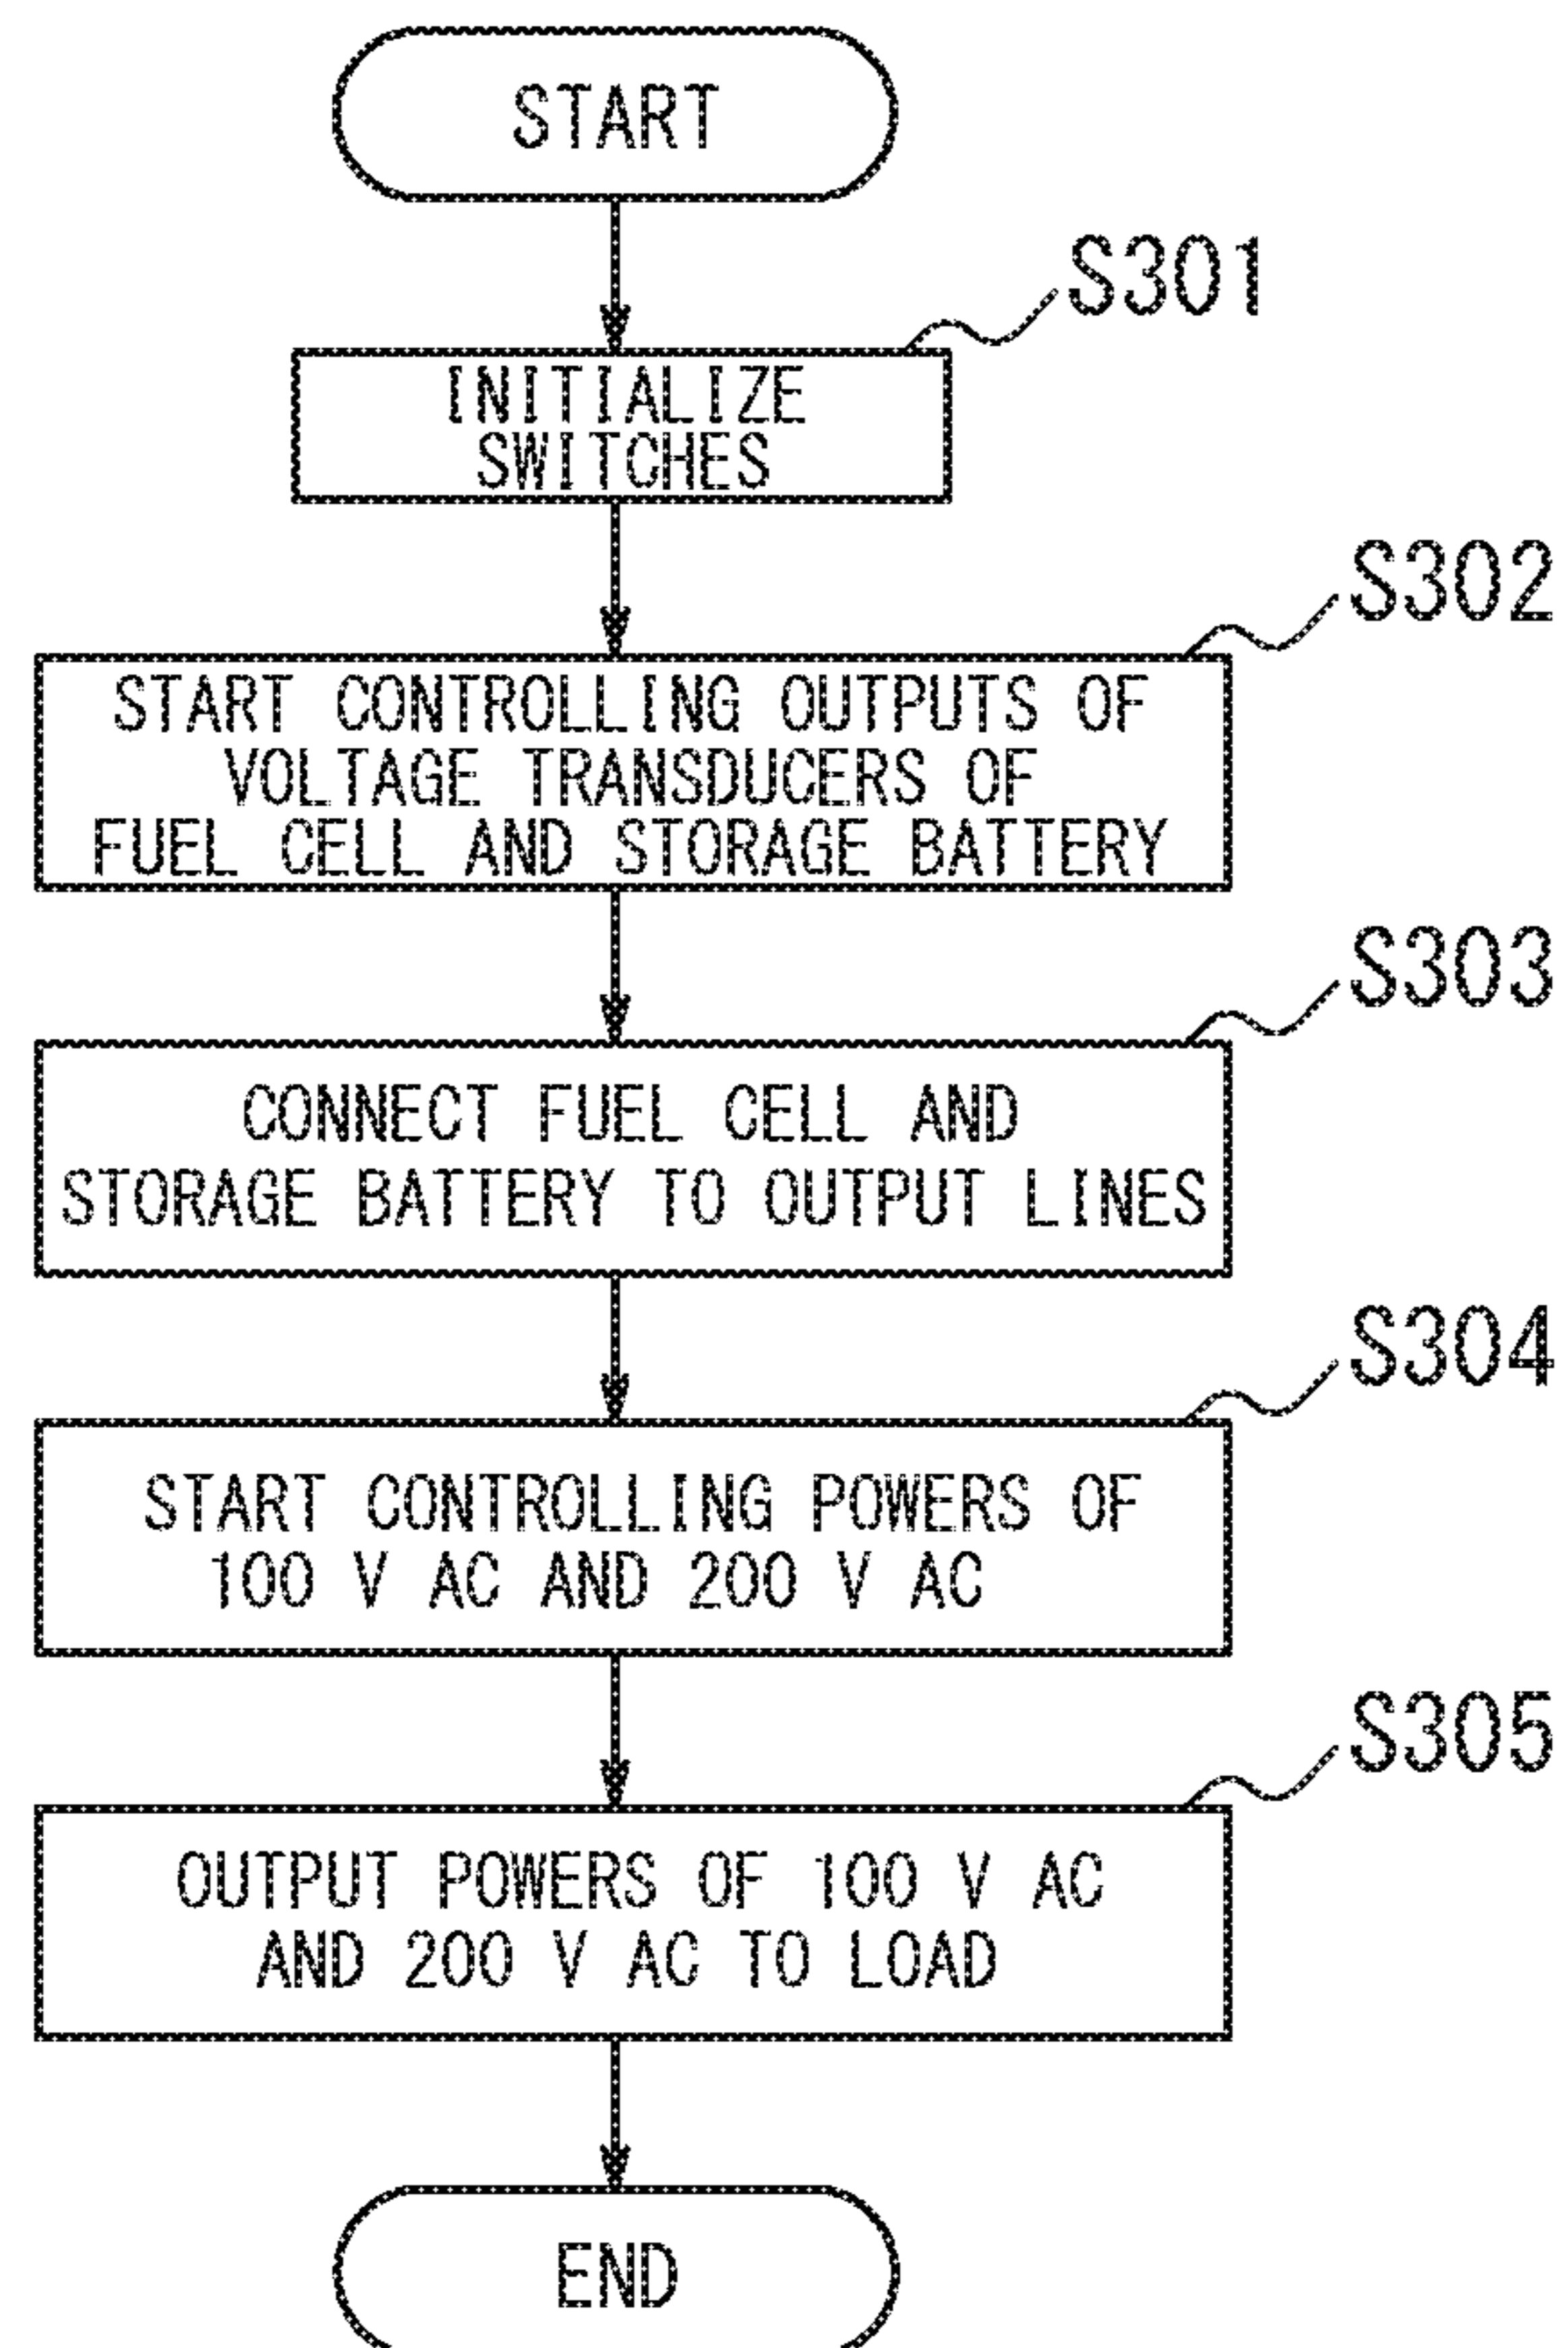 START
S301
INITIALIZE
SWITCHES
S302
START CONTROLLING OUTPUTS OF
VOLTAGE TRANSDUCERS OF
FUEL CELL AND STORAGE BATTERY
S303
CONNECT FUEL CELL AND
STORAGE BATTERY TO OUTPUT LINES
S304
START CONTROLLING POWERS OF
100 V AC AND 200 V AC
S305
OUTPUT POWERS OF 100 V AC
AND 200 V AC TO LOAD
END